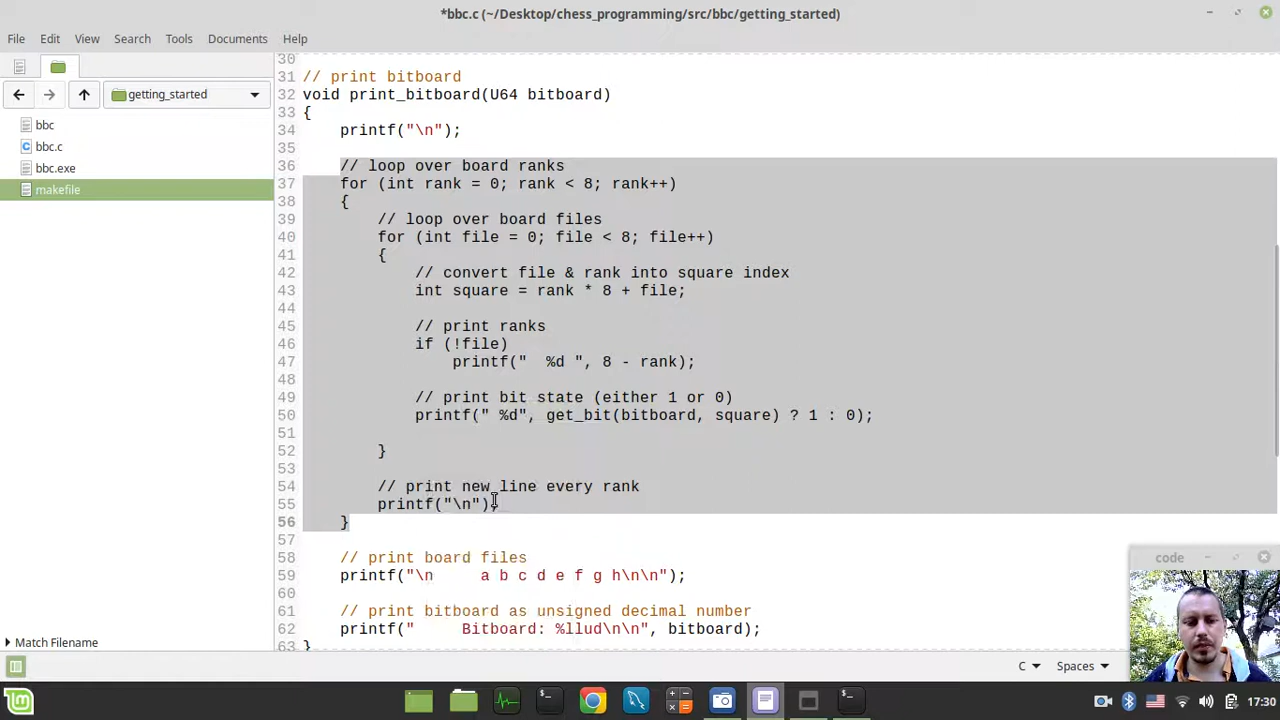 *bbc.c (~/Desktop/chess_programming/src/bbc/getting_started)
File Edit View Search Tools Documents Help
getting_started
bbc
bbc.c
bbc.exe
makefile
30
31 // print bitboard
32 void print_bitboard(U64 bitboard)
33 {
34 printf("\n");
35
36 // loop over board ranks
37 for (int rank = 0; rank < 8; rank++)
38 {
39 // loop over board files
40 for (int file = 0; file < 8; file++)
41 {
42 // convert file & rank into square index
43 int square = rank * 8 + file;
44
45 // print ranks
46 if (!file)
47 printf("  %d ", 8 - rank);
48
49 // print bit state (either 1 or 0)
50 printf(" %d", get_bit(bitboard, square) ? 1 : 0);
51
52 }
53
54 // print new line every rank
55 printf("\n");
56 }
57
58 // print board files
59 printf("\n     a b c d e f g h\n\n");
60
61 // print bitboard as unsigned decimal number
62 printf("     Bitboard: %llud\n\n", bitboard);
63 }
code
Match Filename
C Spaces
17:30